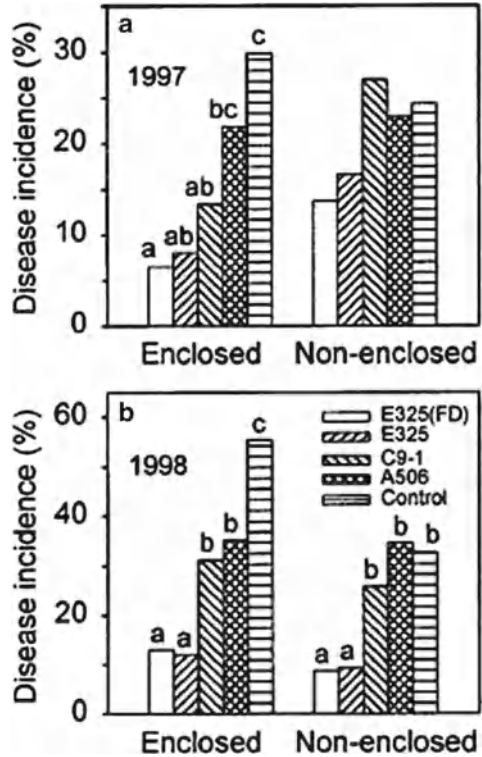 a
1997
Disease incidence (%)
30
20
10
0
a
ab
ab
bc
c
Enclosed
Non-enclosed
b
1998
Disease incidence (%)
60
40
20
0
E325(FD)
E325
C9-1
A506
Control
a
a
b
b
c
a
a
b
b
b
Enclosed
Non-enclosed